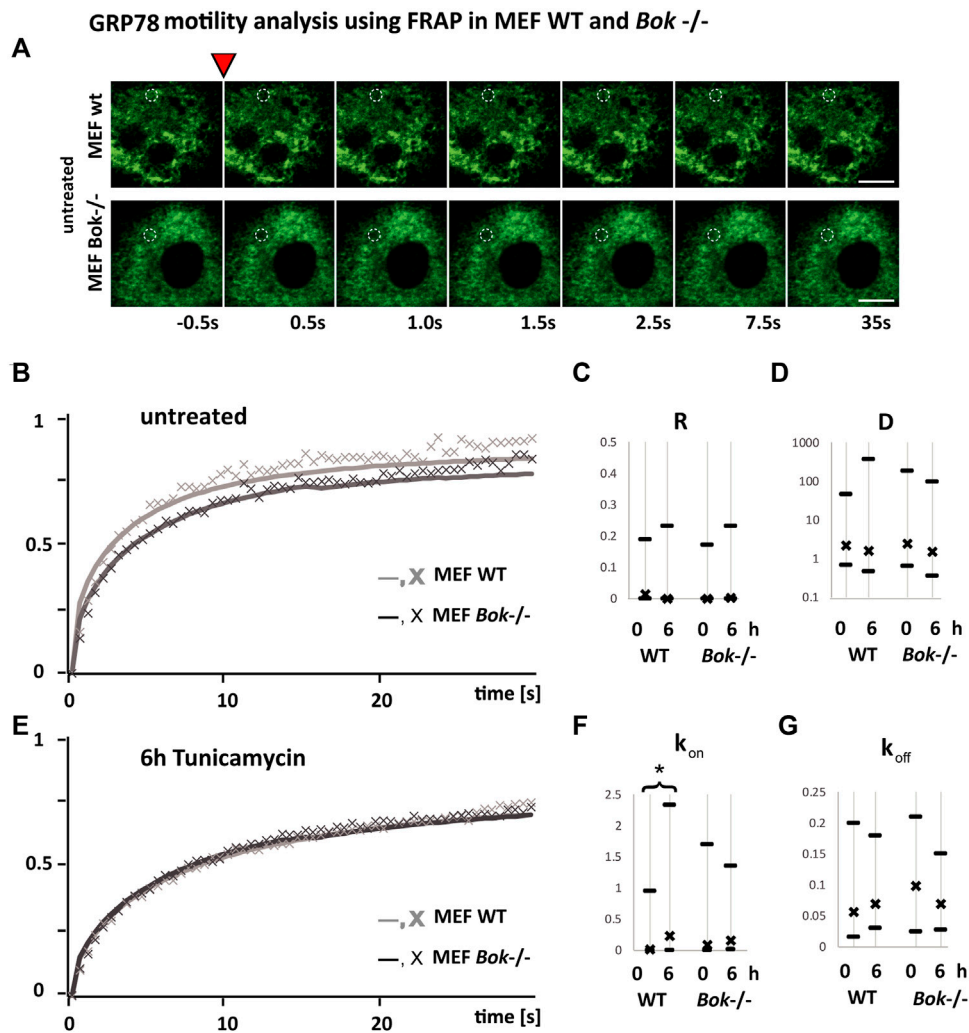 GRP78 motility analysis using FRAP in MEF WT and Bok -/-
A
untreated
MEF wt
MEF Bok-/-
-0.5s 0.5s 1.0s 1.5s 2.5s 7.5s 35s
B
untreated
1
0.5
0
0 10 20 time [s]
—, X MEF WT
—, X MEF Bok-/-
C
R
0.5
0.4
0.3
0.2
0.1
0
0 6 0 6 h
WT Bok-/-
D
D
1000
100
10
1
0.1
0 6 0 6 h
WT Bok-/-
E
6h Tunicamycin
1
0.5
0
0 10 20 time [s]
—, X MEF WT
—, X MEF Bok-/-
F
kon
*
2.5
2
1.5
1
0.5
0
0 6 0 6 h
WT Bok-/-
G
koff
0.25
0.2
0.15
0.1
0.05
0
0 6 0 6 h
WT Bok-/-